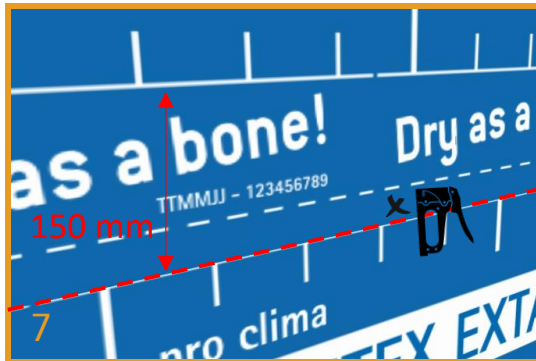 as a bone!
Dry as a
TTMMJJ - 123456789
150 mm
pro clima
TEX EXTA
7